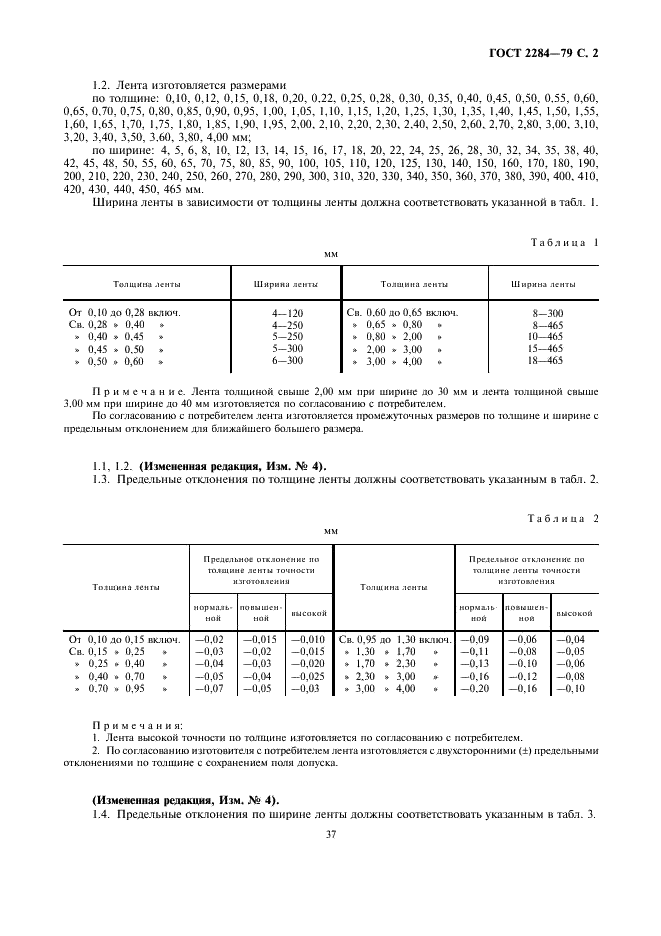 ГОСТ 2284—79 С. 2
1.2. Лента изготовляется размерами
по толщине: 0,10, 0,12, 0,15, 0,18, 0,20, 0,22, 0,25, 0,28, 0,30, 0,35, 0,40, 0,45, 0,50, 0,55, 0,60,
0,65, 0,70, 0,75, 0,80, 0,85, 0,90, 0,95, 1,00, 1,05, 1,10, 1,15, 1,20, 1,25, 1,30, 1,35, 1,40, 1,45, 1,50, 1,55,
1,60, 1,65, 1,70, 1,75, 1,80, 1,85, 1,90, 1,95, 2,00, 2,10, 2,20, 2,30, 2,40, 2,50, 2,60, 2,70, 2,80, 3,00, 3,10,
3,20, 3,40, 3,50, 3,60, 3,80, 4,00 мм;
по ширине: 4, 5, 6, 8, 10, 12, 13, 14, 15, 16, 17, 18, 20, 22, 24, 25, 26, 28, 30, 32, 34, 35, 38, 40,
42, 45, 48, 50, 55, 60, 65, 70, 75, 80, 85, 90, 100, 105, 110, 120, 125, 130, 140, 150, 160, 170, 180, 190,
200, 210, 220, 230, 240, 250, 260, 270, 280, 290, 300, 310, 320, 330, 340, 350, 360, 370, 380, 390, 400, 410,
420, 430, 440, 450, 465 мм.
Ширина ленты в зависимости от толщины ленты должна соответствовать указанной в табл. 1.
Таблица 1
мм
Толщина ленты Ширина ленты Толщина ленты Ширина ленты
От 0,10 до 0,28 включ. 4—120 Св. 0,60 до 0,65 включ. 8—300
Св. 0,28 » 0,40 » 4—250 » 0,65 » 0,80 » 8—465
» 0,40 » 0,45 » 5—250 » 0,80 » 2,00 » 10—465
» 0,45 » 0,50 » 5—300 » 2,00 » 3,00 » 15—465
» 0,50 » 0,60 » 6—300 » 3,00 » 4,00 » 18—465
Примечание. Лента толщиной свыше 2,00 мм при ширине до 30 мм и лента толщиной свыше
3,00 мм при ширине до 40 мм изготовляется по согласованию с потребителем.
По согласованию с потребителем лента изготовляется промежуточных размеров по толщине и ширине с
предельным отклонением для ближайшего большего размера.
1.1, 1.2. (Измененная редакция, Изм. № 4).
1.3. Предельные отклонения по толщине ленты должны соответствовать указанным в табл. 2.
Таблица 2
мм
Толщина ленты Предельное отклонение по толщине ленты точности изготовления Толщина ленты Предельное отклонение по толщине ленты точности изготовления
нормаль-ной повышен-ной высокой нормаль-ной повышен-ной высокой
От 0,10 до 0,15 включ. —0,02 —0,015 —0,010 Св. 0,95 до 1,30 включ. —0,09 —0,06 —0,04
Св. 0,15 » 0,25 » —0,03 —0,02 —0,015 » 1,30 » 1,70 » —0,11 —0,08 —0,05
» 0,25 » 0,40 » —0,04 —0,03 —0,020 » 1,70 » 2,30 » —0,13 —0,10 —0,06
» 0,40 » 0,70 » —0,05 —0,04 —0,025 » 2,30 » 3,00 » —0,16 —0,12 —0,08
» 0,70 » 0,95 » —0,07 —0,05 —0,03 » 3,00 » 4,00 » —0,20 —0,16 —0,10
Примечания:
1. Лента высокой точности по толщине изготовляется по согласованию с потребителем.
2. По согласованию изготовителя с потребителем лента изготовляется с двухсторонними (±) предельными
отклонениями по толщине с сохранением поля допуска.
(Измененная редакция, Изм. № 4).
1.4. Предельные отклонения по ширине ленты должны соответствовать указанным в табл. 3.
37